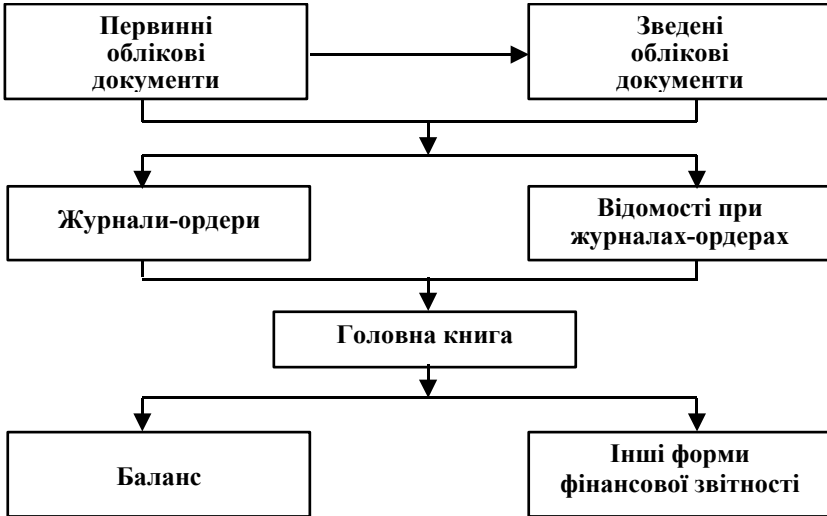 Первинні
облікові
документи
Зведені
облікові
документи
Журнали-ордери
Відомості при
журналах-ордерах
Головна книга
Баланс
Інші форми
фінансової звітності